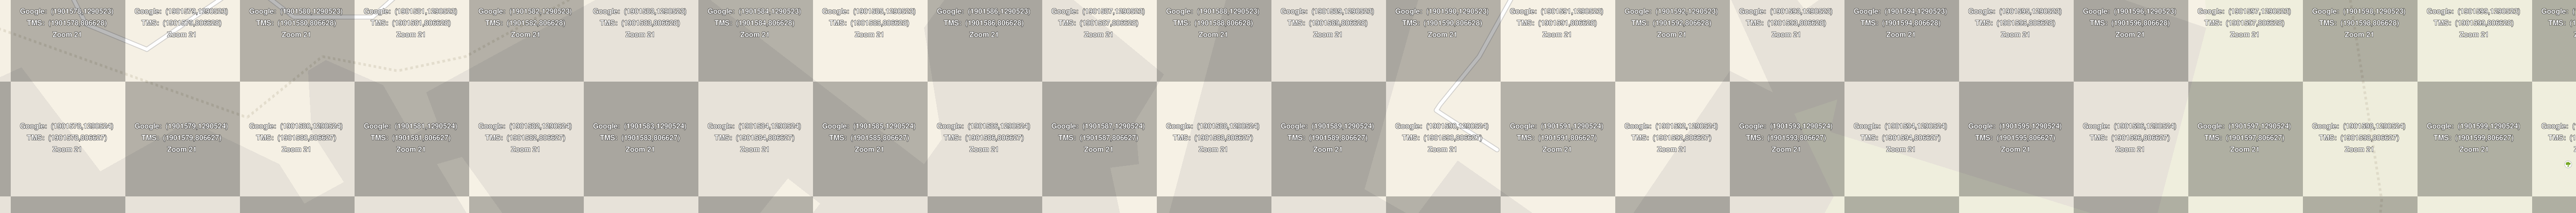 Google: (1901578,1290523)
TMS: (1901578,806628)
Zoom 21
Google: (1901579,1290523)
TMS: (1901579,806628)
Zoom 21
Google: (1901580,1290523)
TMS: (1901580,806628)
Zoom 21
Google: (1901581,1290523)
TMS: (1901581,806628)
Zoom 21
Google: (1901582,1290523)
TMS: (1901582,806628)
Zoom 21
Google: (1901583,1290523)
TMS: (1901583,806628)
Zoom 21
Google: (1901584,1290523)
TMS: (1901584,806628)
Zoom 21
Google: (1901585,1290523)
TMS: (1901585,806628)
Zoom 21
Google: (1901586,1290523)
TMS: (1901586,806628)
Zoom 21
Google: (1901587,1290523)
TMS: (1901587,806628)
Zoom 21
Google: (1901588,1290523)
TMS: (1901588,806628)
Zoom 21
Google: (1901589,1290523)
TMS: (1901589,806628)
Zoom 21
Google: (1901590,1290523)
TMS: (1901590,806628)
Zoom 21
Google: (1901591,1290523)
TMS: (1901591,806628)
Zoom 21
Google: (1901592,1290523)
TMS: (1901592,806628)
Zoom 21
Google: (1901593,1290523)
TMS: (1901593,806628)
Zoom 21
Google: (1901594,1290523)
TMS: (1901594,806628)
Zoom 21
Google: (1901595,1290523)
TMS: (1901595,806628)
Zoom 21
Google: (1901596,1290523)
TMS: (1901596,806628)
Zoom 21
Google: (1901597,1290523)
TMS: (1901597,806628)
Zoom 21
Google: (1901598,1290523)
TMS: (1901598,806628)
Zoom 21
Google: (1901599,1290523)
TMS: (1901599,806628)
Zoom 21
Google:
TMS:
Google: (1901578,1290524)
TMS: (1901578,806627)
Zoom 21
Google: (1901579,1290524)
TMS: (1901579,806627)
Zoom 21
Google: (1901580,1290524)
TMS: (1901580,806627)
Zoom 21
Google: (1901581,1290524)
TMS: (1901581,806627)
Zoom 21
Google: (1901582,1290524)
TMS: (1901582,806627)
Zoom 21
Google: (1901583,1290524)
TMS: (1901583,806627)
Zoom 21
Google: (1901584,1290524)
TMS: (1901584,806627)
Zoom 21
Google: (1901585,1290524)
TMS: (1901585,806627)
Zoom 21
Google: (1901586,1290524)
TMS: (1901586,806627)
Zoom 21
Google: (1901587,1290524)
TMS: (1901587,806627)
Zoom 21
Google: (1901588,1290524)
TMS: (1901588,806627)
Zoom 21
Google: (1901589,1290524)
TMS: (1901589,806627)
Zoom 21
Google: (1901590,1290524)
TMS: (1901590,806627)
Zoom 21
Google: (1901591,1290524)
TMS: (1901591,806627)
Zoom 21
Google: (1901592,1290524)
TMS: (1901592,806627)
Zoom 21
Google: (1901593,1290524)
TMS: (1901593,806627)
Zoom 21
Google: (1901594,1290524)
TMS: (1901594,806627)
Zoom 21
Google: (1901595,1290524)
TMS: (1901595,806627)
Zoom 21
Google: (1901596,1290524)
TMS: (1901596,806627)
Zoom 21
Google: (1901597,1290524)
TMS: (1901597,806627)
Zoom 21
Google: (1901598,1290524)
TMS: (1901598,806627)
Zoom 21
Google: (1901599,1290524)
TMS: (1901599,806627)
Zoom 21
Google:
TMS: